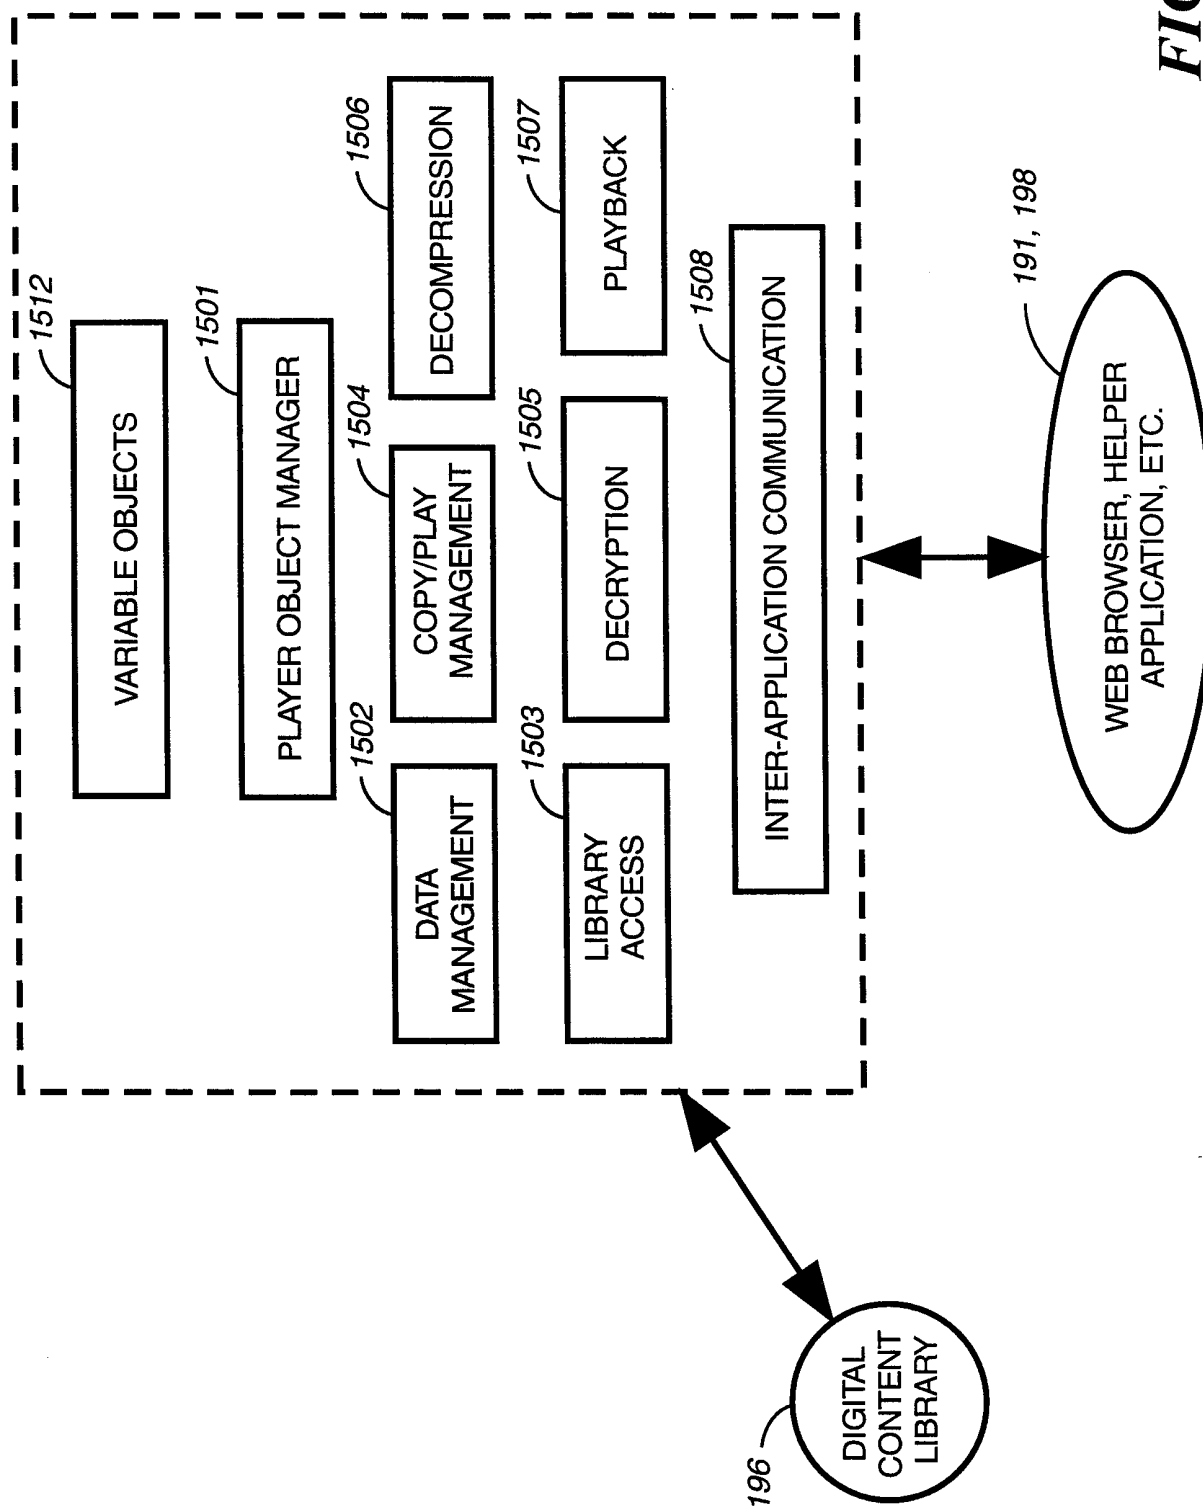 1512
VARIABLE OBJECTS
1501
PLAYER OBJECT MANAGER
1502
DATA
MANAGEMENT
1504
COPY/PLAY
MANAGEMENT
1506
DECOMPRESSION
1503
LIBRARY
ACCESS
1505
DECRYPTION
1507
PLAYBACK
1508
INTER-APPLICATION COMMUNICATION
196
DIGITAL
CONTENT
LIBRARY
191, 198
WEB BROWSER, HELPER
APPLICATION, ETC.